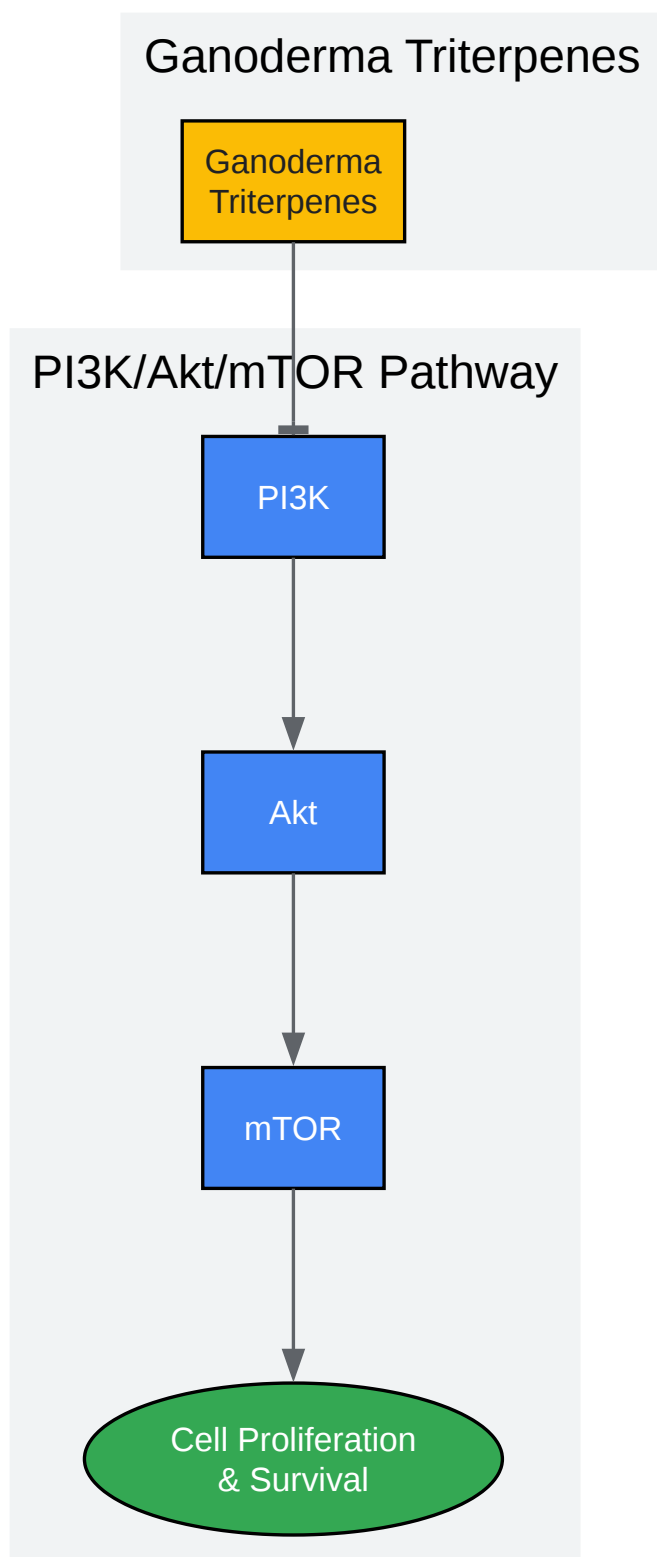 Ganoderma Triterpenes
Ganoderma
Triterpenes
PI3K/Akt/mTOR Pathway
PI3K
Akt
mTOR
Cell Proliferation
& Survival